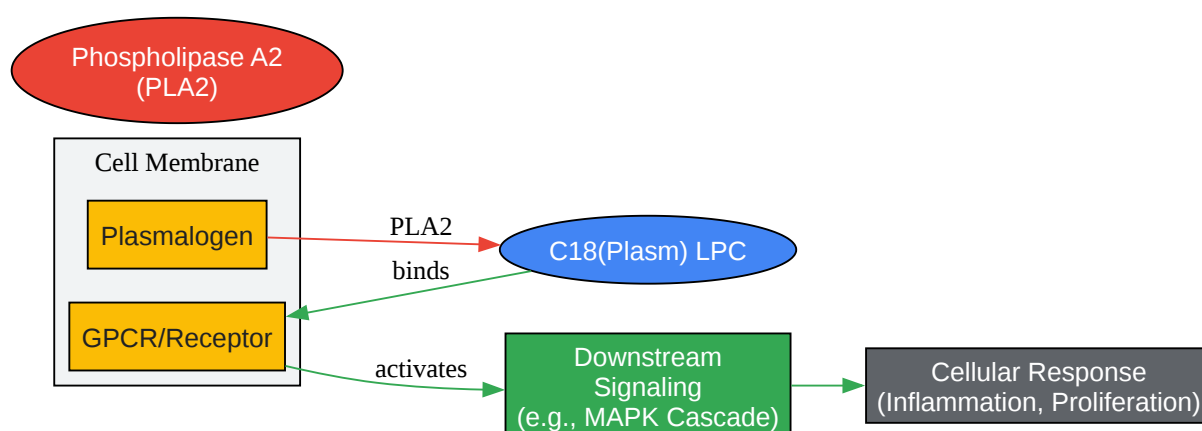 Phospholipase A2
(PLA2)
Cell Membrane
Plasmalogen
PLA2
C18(Plasm) LPC
binds
GPCR/Receptor
activates
Downstream
Signaling
(e.g., MAPK Cascade)
Cellular Response
(Inflammation, Proliferation)